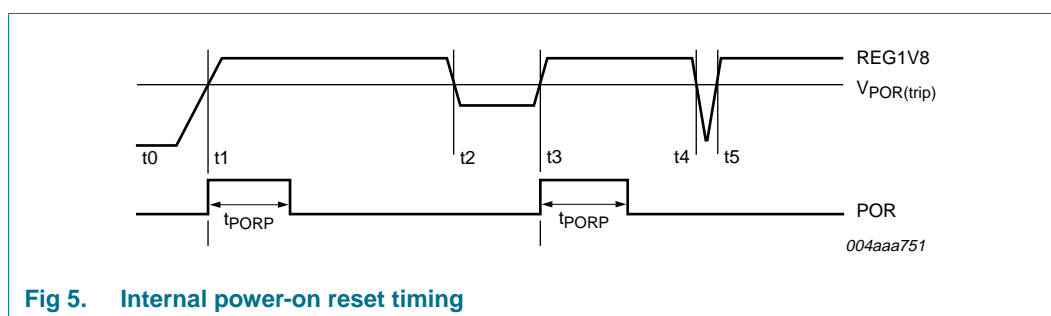 REG1V8
VPOR(trip)
t0 t1 t2 t3 t4 t5
tPORP tPORP POR
004aaa751
Fig 5. Internal power-on reset timing